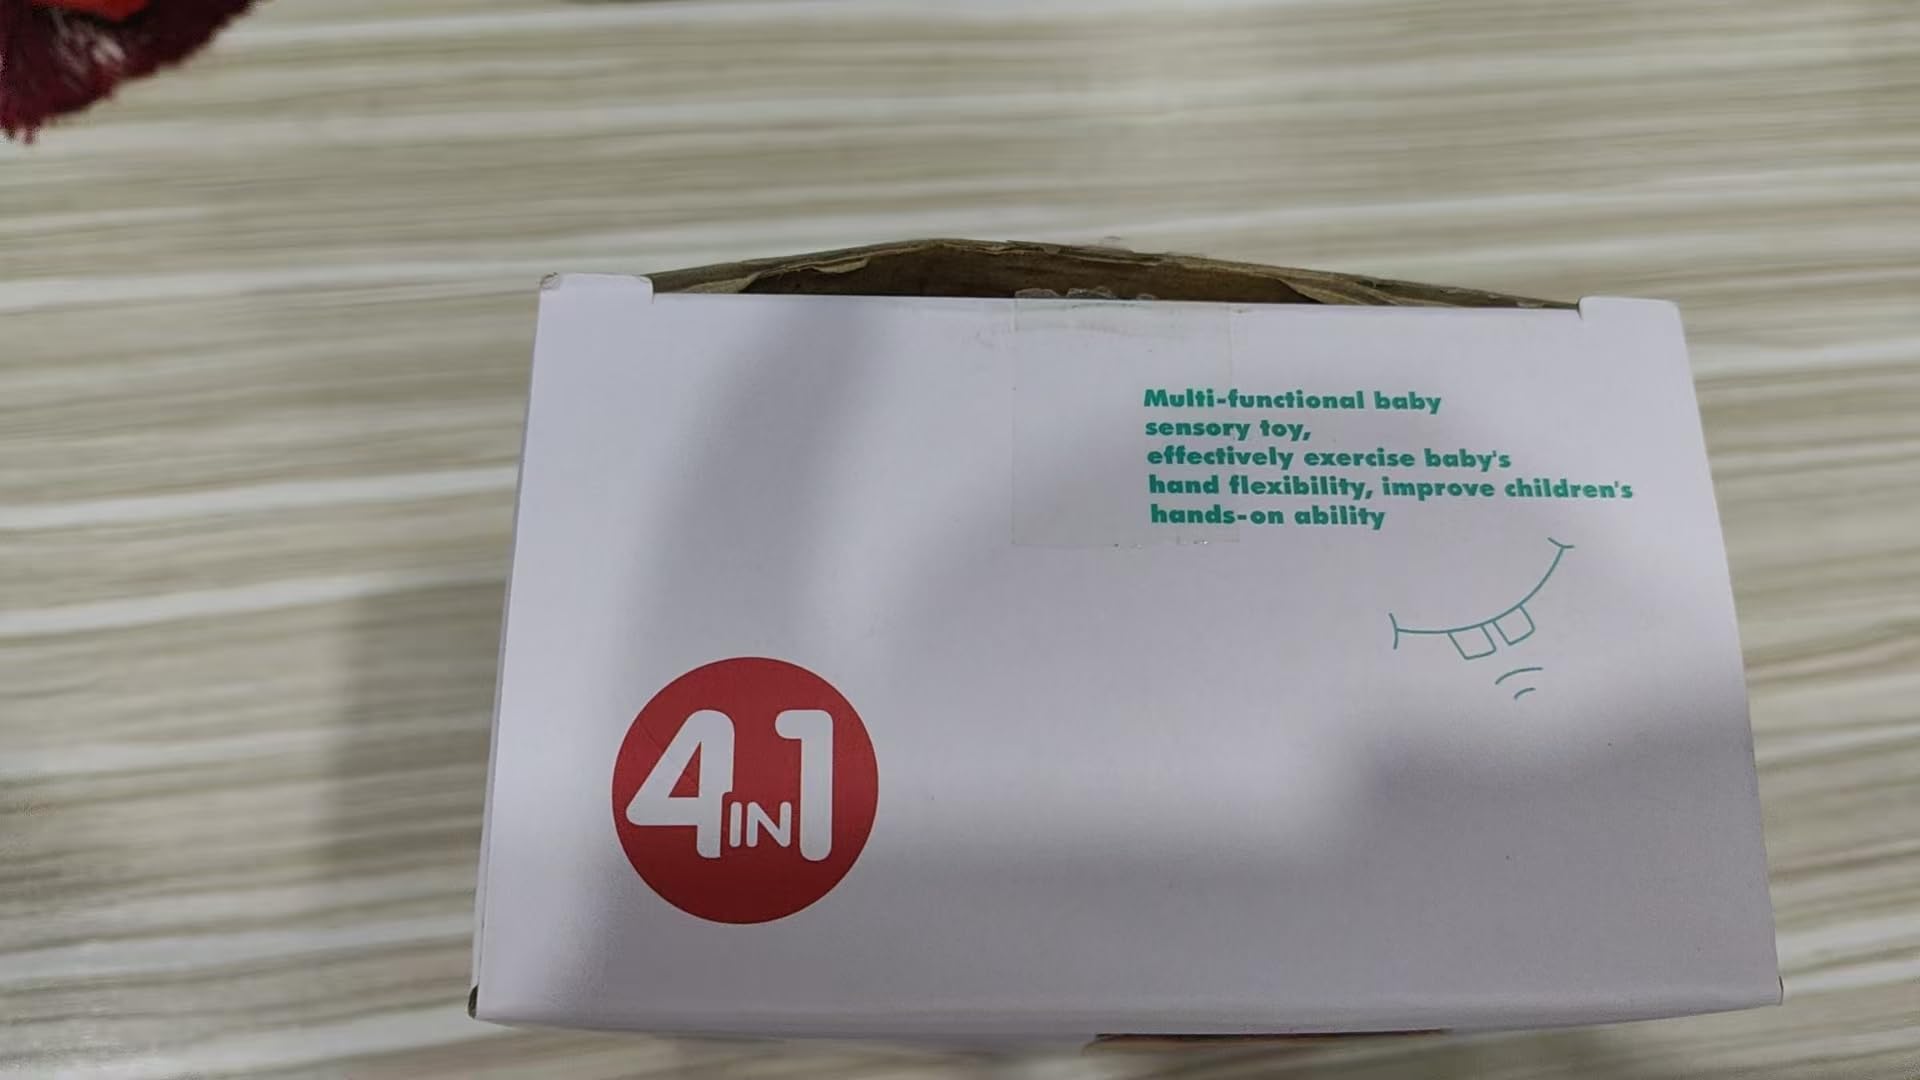 Multi-functional baby
sensory toy,
effectively exercise baby's
hand flexibility, improve children's
hands-on ability
4IN1